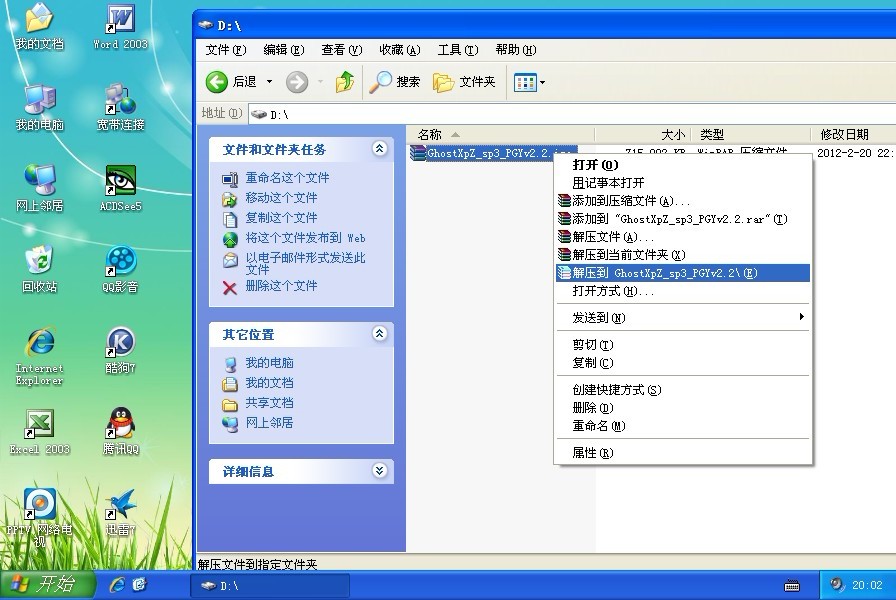 我的文档
Word 2003
我的电脑
宽带连接
网上邻居
ACDSee5
回收站
QQ影音
Internet
Explorer
酷狗7
Excel 2003
腾讯QQ
PPTV 网络电
视
迅雷7
D:\
文件(F) 编辑(E) 查看(V) 收藏(A) 工具(T) 帮助(H)
后退 搜索 文件夹
地址(D) D:\
名称 大小 类型 修改日期
GhostXpZ_sp3_PGYv2.2. 2012-2-20 22:
文件和文件夹任务
重命名这个文件
移动这个文件
复制这个文件
将这个文件发布到 Web
以电子邮件形式发送此
文件
删除这个文件
其它位置
我的电脑
我的文档
共享文档
网上邻居
详细信息
打开(O)
用记事本打开
添加到压缩文件(A)...
添加到 "GhostXpZ_sp3_PGYv2.2.rar"(T)
解压文件(A)...
解压到当前文件夹(X)
解压到 GhostXpZ_sp3_PGYv2.2\(E)
打开方式(H)...
发送到(N)
剪切(T)
复制(C)
创建快捷方式(S)
删除(D)
重命名(M)
属性(R)
解压文件到指定文件夹
开始 D:\ 20:02